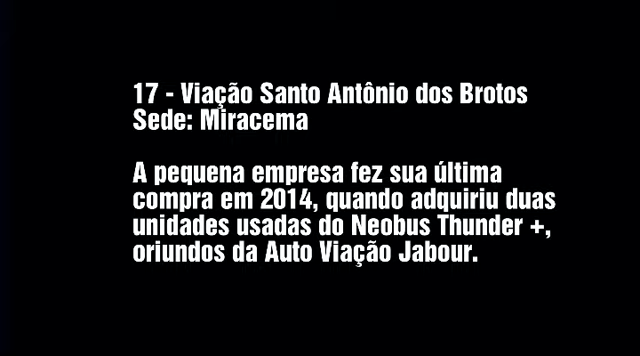 17 - Viação Santo Antônio dos Brotos
Sede: Miracema
A pequena empresa fez sua última
compra em 2014, quando adquiriu duas
unidades usadas do Neobus Thunder +,
oriundos da Auto Viação Jabour.